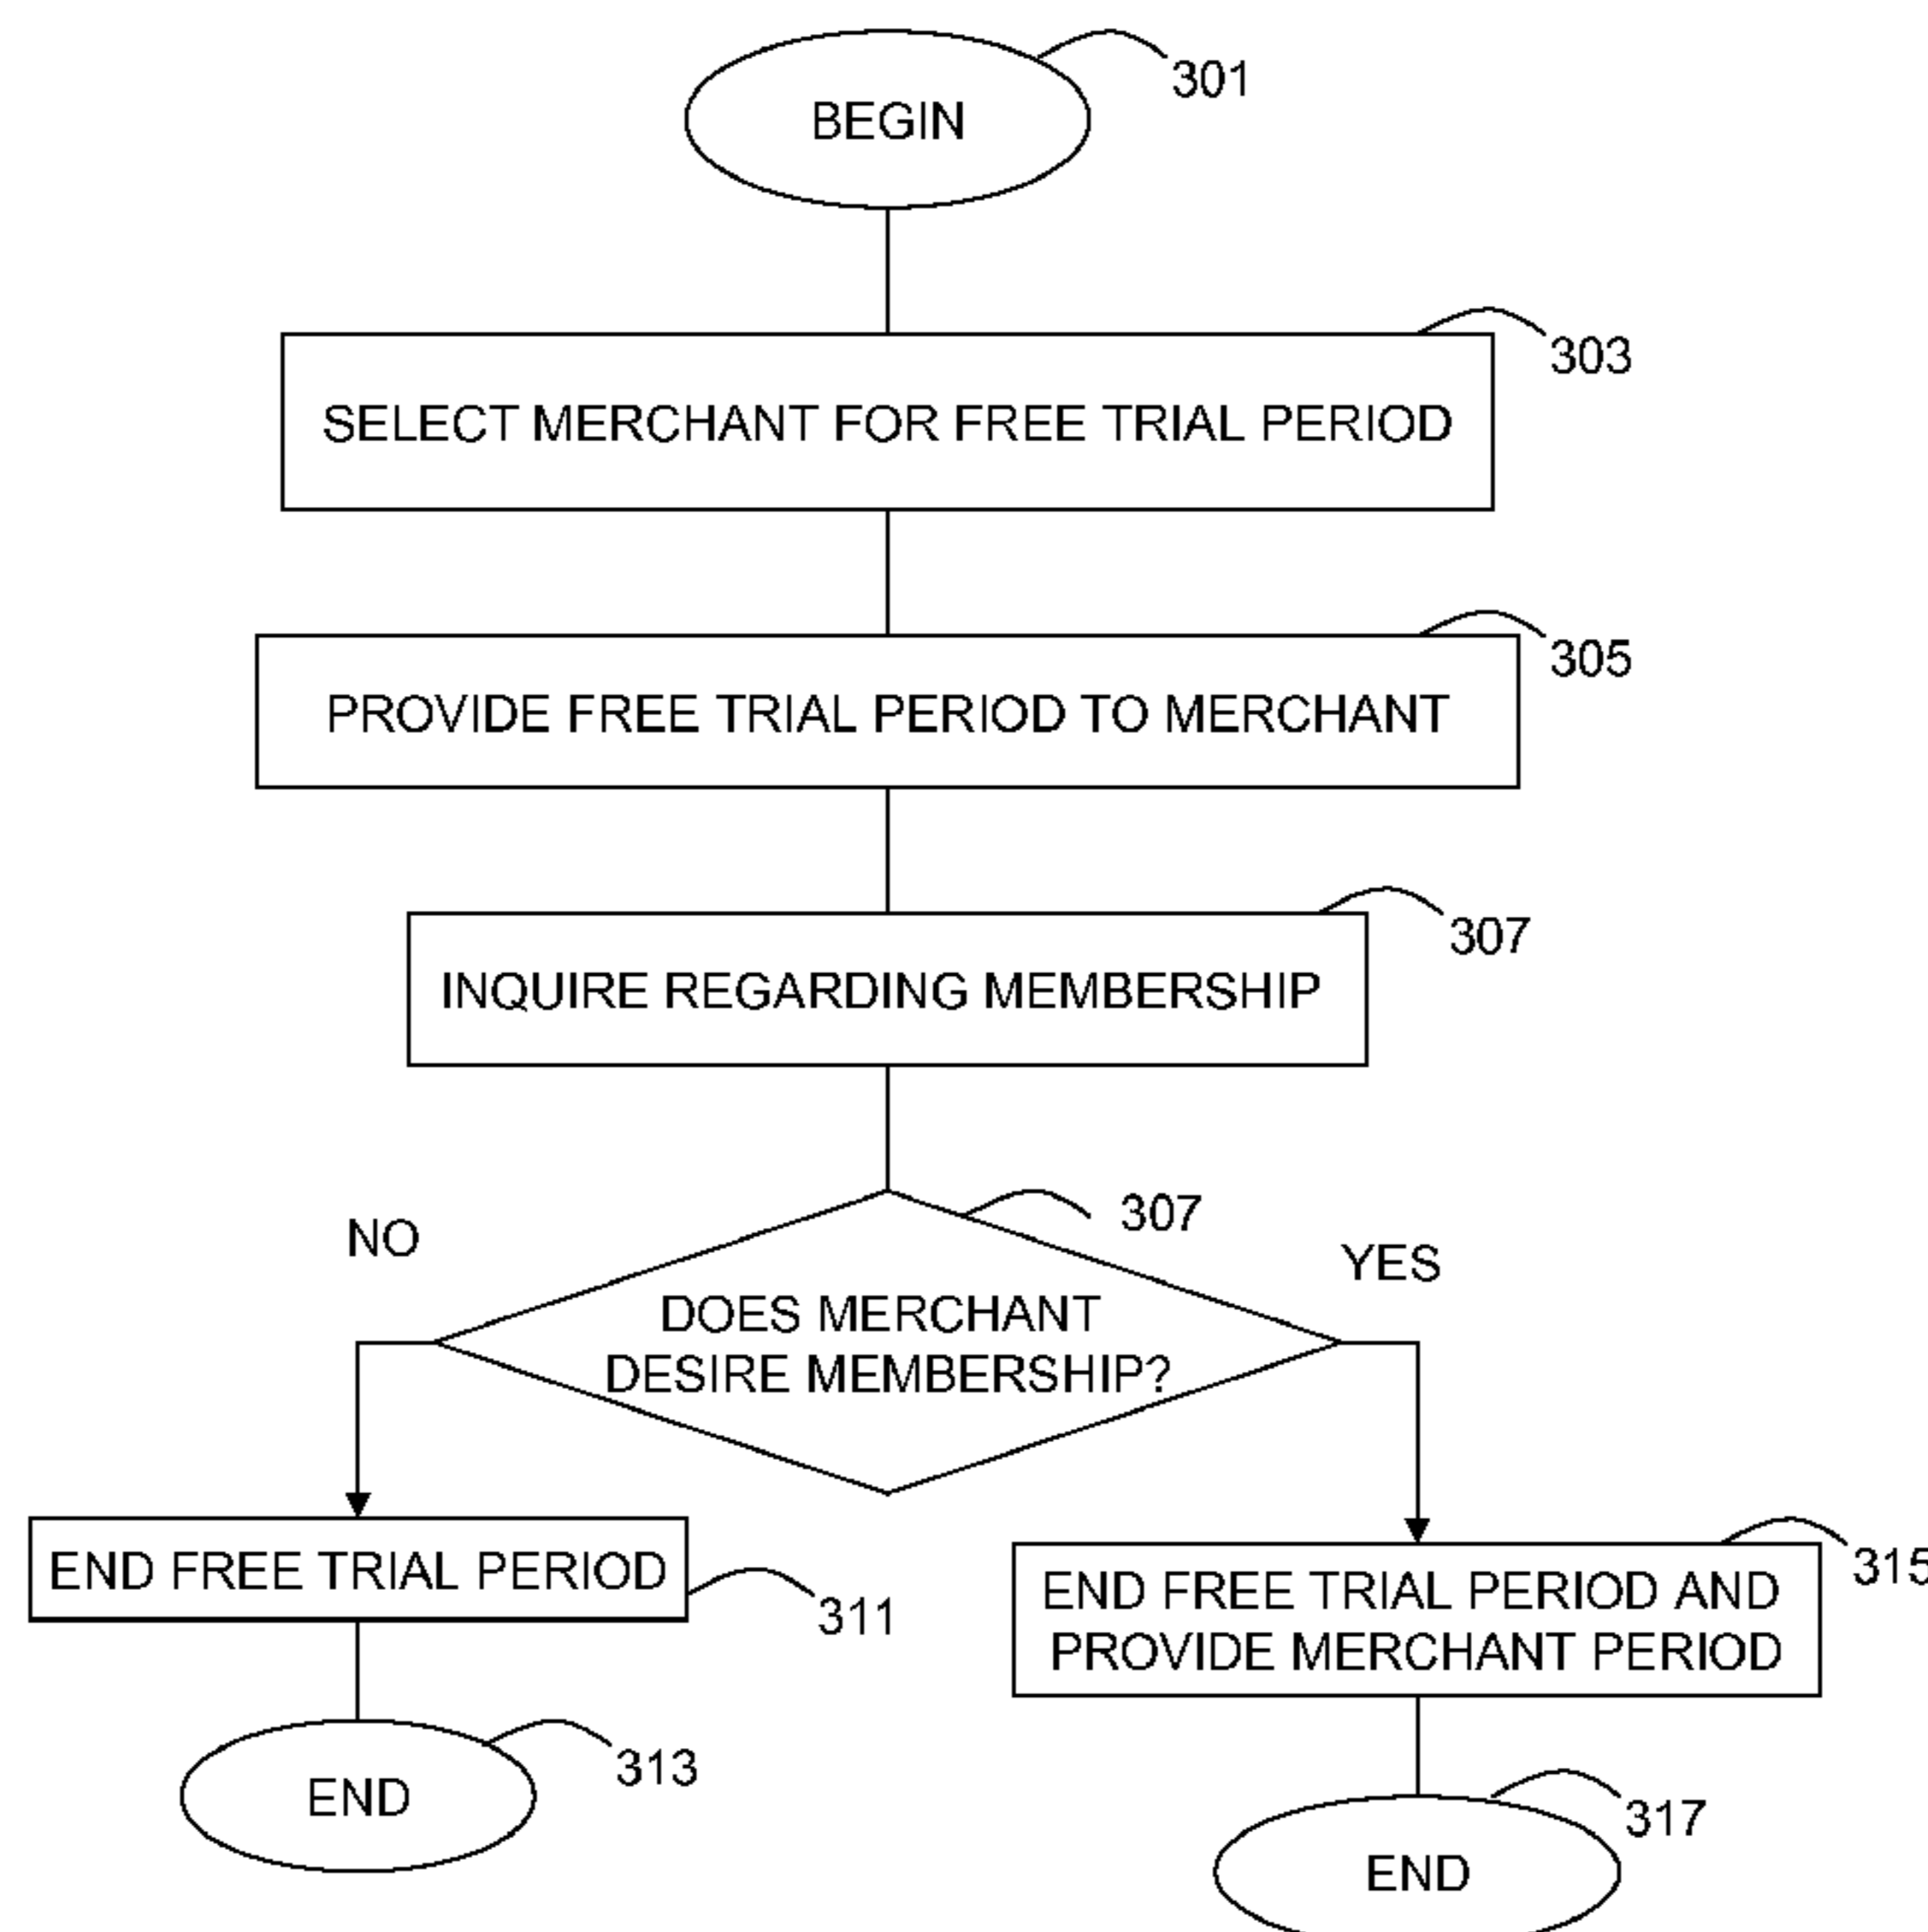 BEGIN
301
303
SELECT MERCHANT FOR FREE TRIAL PERIOD
305
PROVIDE FREE TRIAL PERIOD TO MERCHANT
307
INQUIRE REGARDING MEMBERSHIP
307
NO
YES
DOES MERCHANT
DESIRE MEMBERSHIP?
END FREE TRIAL PERIOD
311
315
END FREE TRIAL PERIOD AND
PROVIDE MERCHANT PERIOD
313
END
317
END